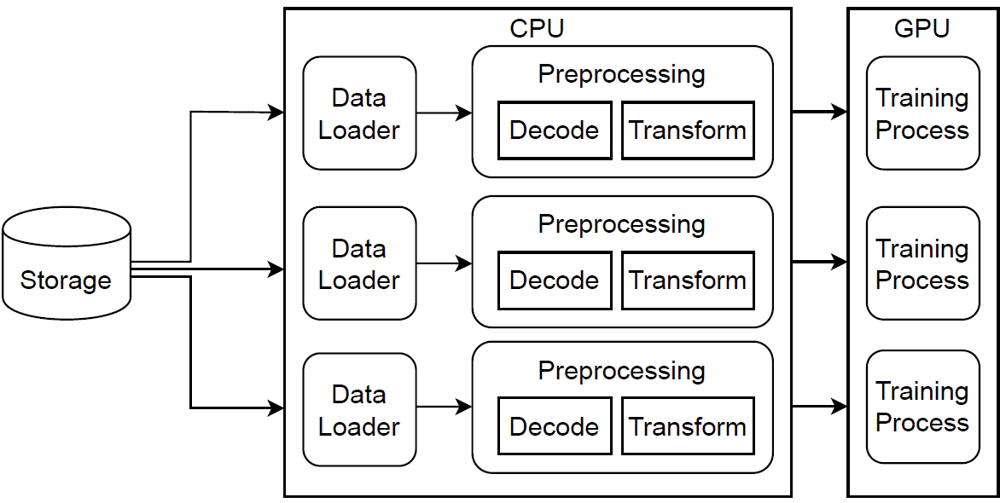 CPU
GPU
Data
Loader
Preprocessing
Decode
Transform
Training
Process
Storage
Data
Loader
Preprocessing
Decode
Transform
Training
Process
Data
Loader
Preprocessing
Decode
Transform
Training
Process